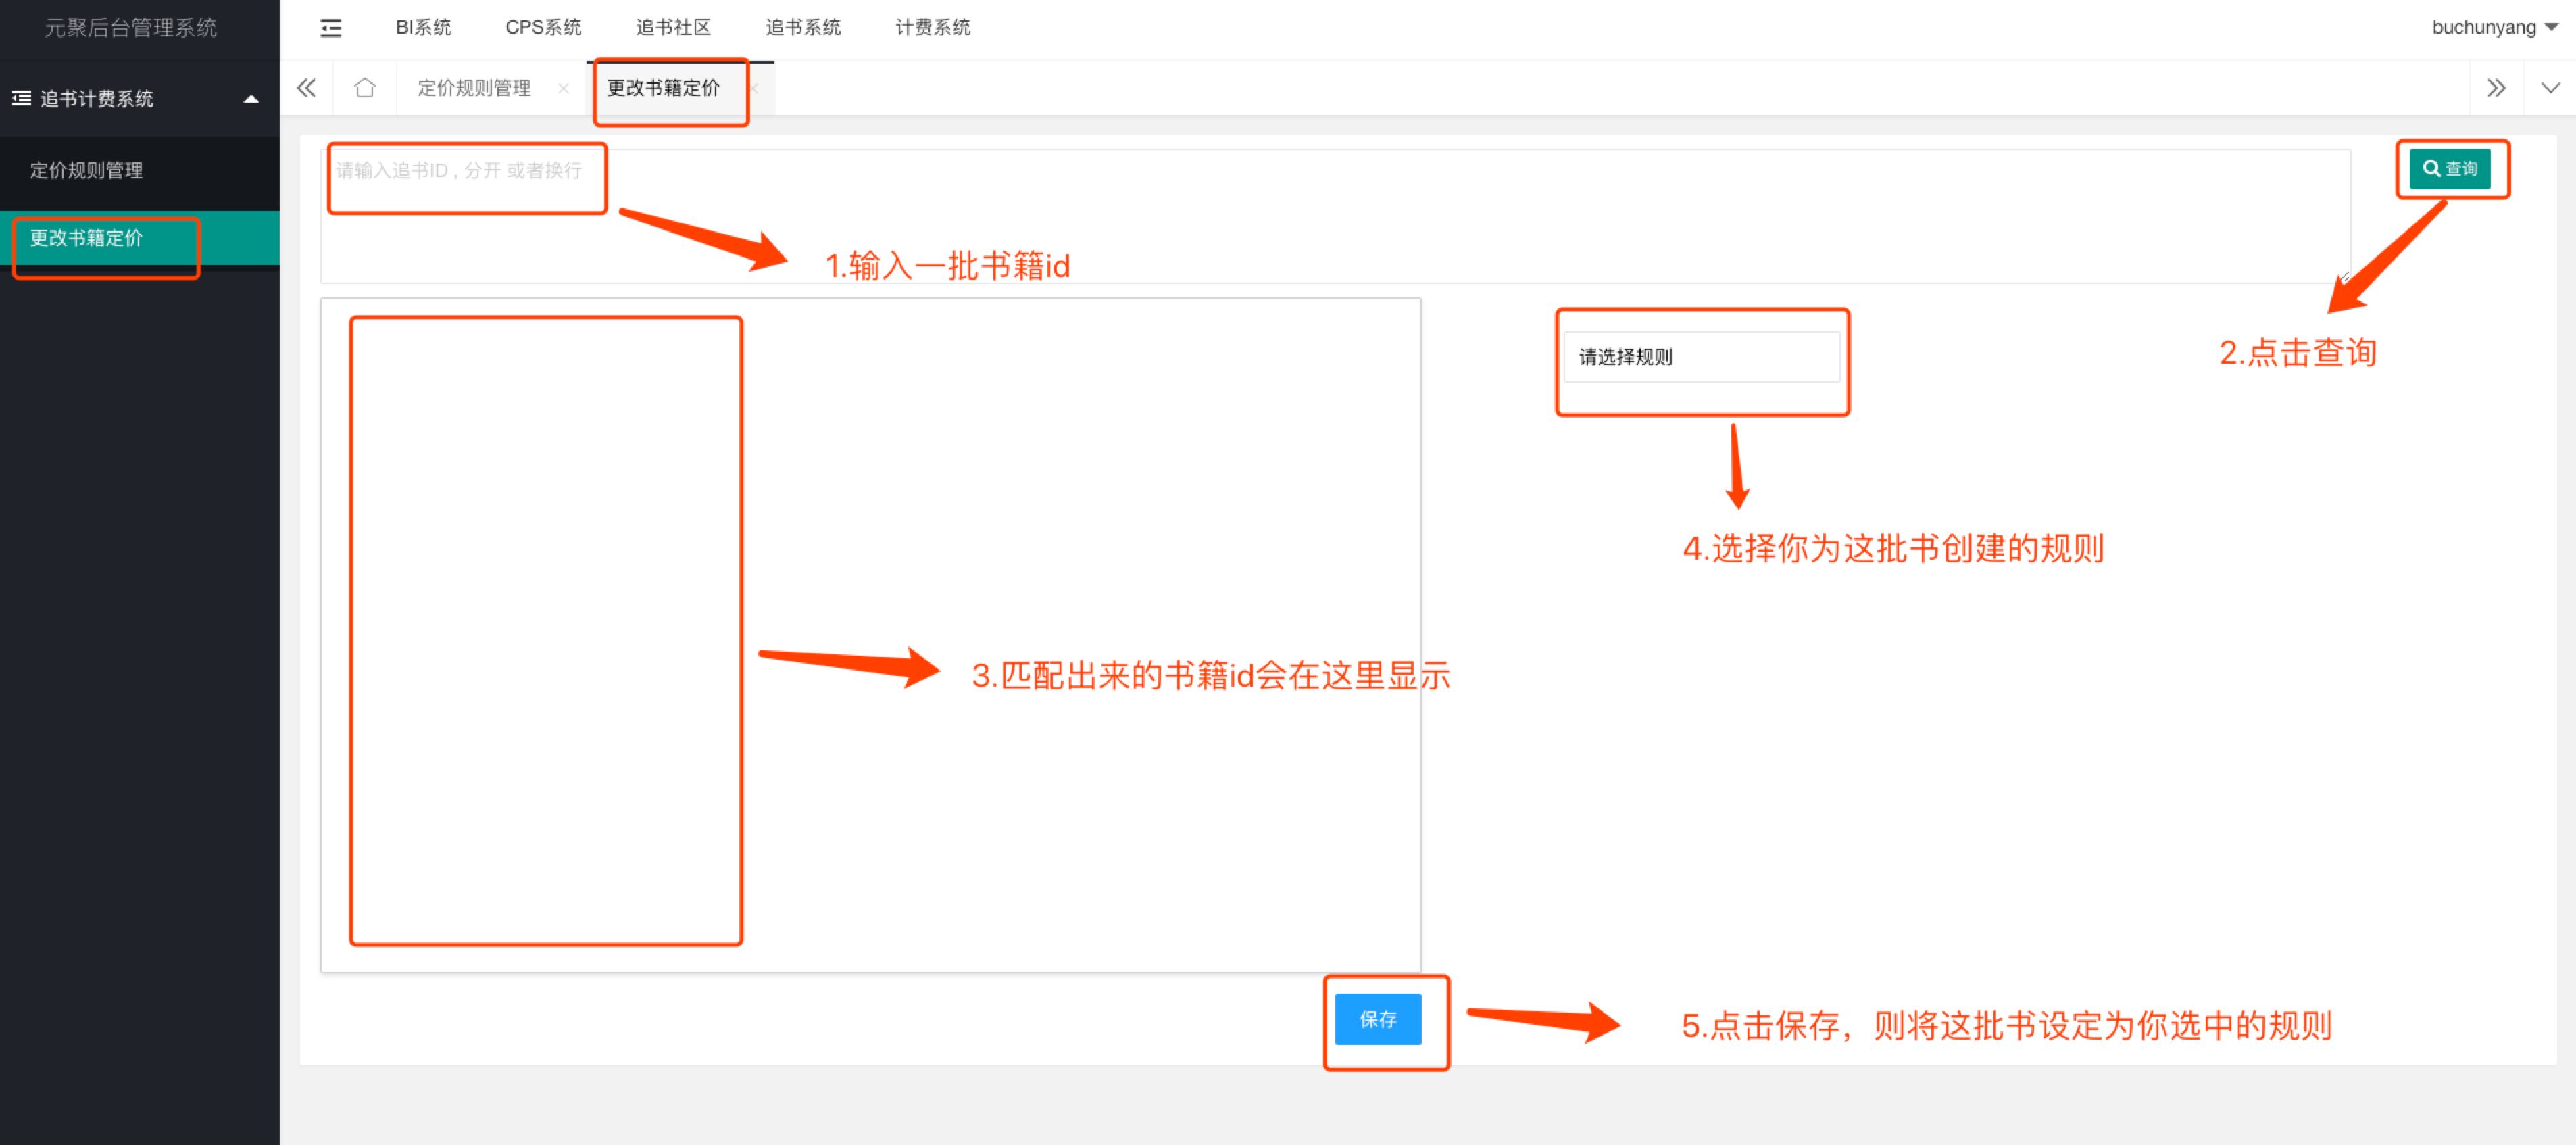 元聚后台管理系统
BI系统 CPS系统 追书社区 追书系统 计费系统
buchunyang
追书计费系统
定价规则管理
更改书籍定价
定价规则管理
更改书籍定价
请输入追书ID , 分开 或者换行
查询
1.输入一批书籍id
2.点击查询
请选择规则
4.选择你为这批书创建的规则
3.匹配出来的书籍id会在这里显示
保存
5.点击保存，则将这批书设定为你选中的规则